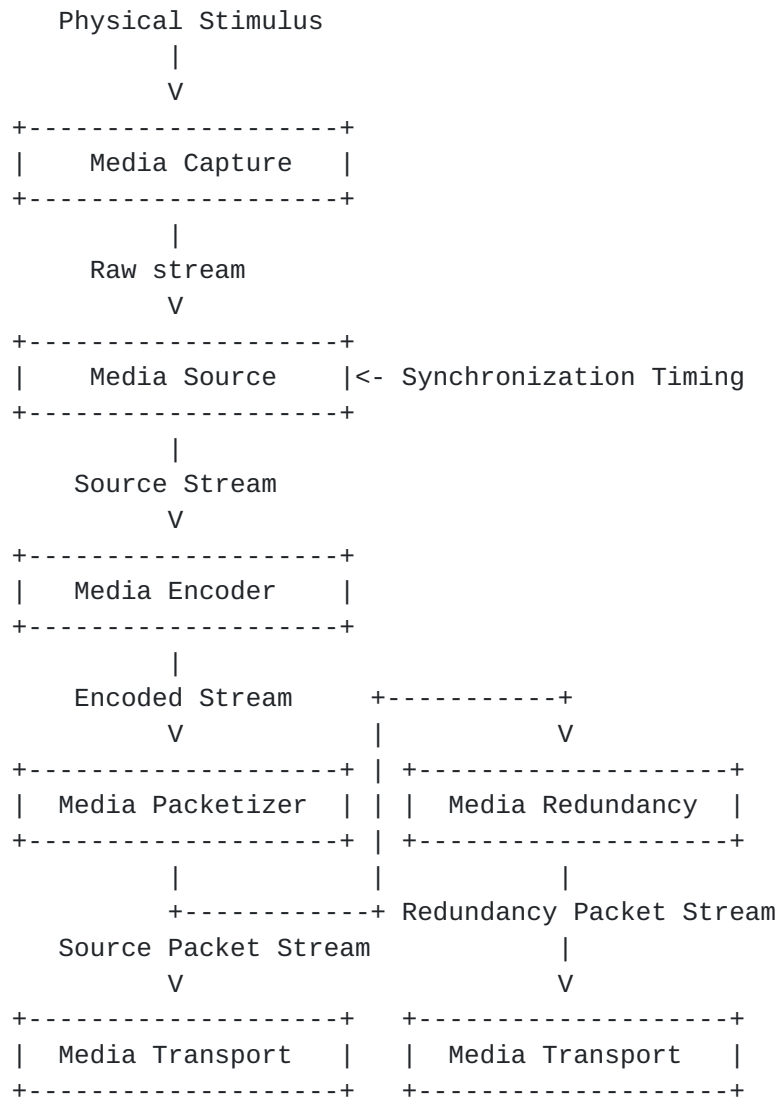 Physical Stimulus
|
V
+--------------------+
|    Media Capture   |
+--------------------+
|
Raw stream
V
+--------------------+
|    Media Source    |<- Synchronization Timing
+--------------------+
|
Source Stream
V
+--------------------+
|   Media Encoder    |
+--------------------+
|
Encoded Stream     +-----------+
V            |           V
+--------------------+ | +--------------------+
|  Media Packetizer  | | |  Media Redundancy  |
+--------------------+ | +--------------------+
|            |           |
+------------+ Redundancy Packet Stream
Source Packet Stream            |
V                        V
+--------------------+   +--------------------+
|  Media Transport   |   |  Media Transport   |
+--------------------+   +--------------------+